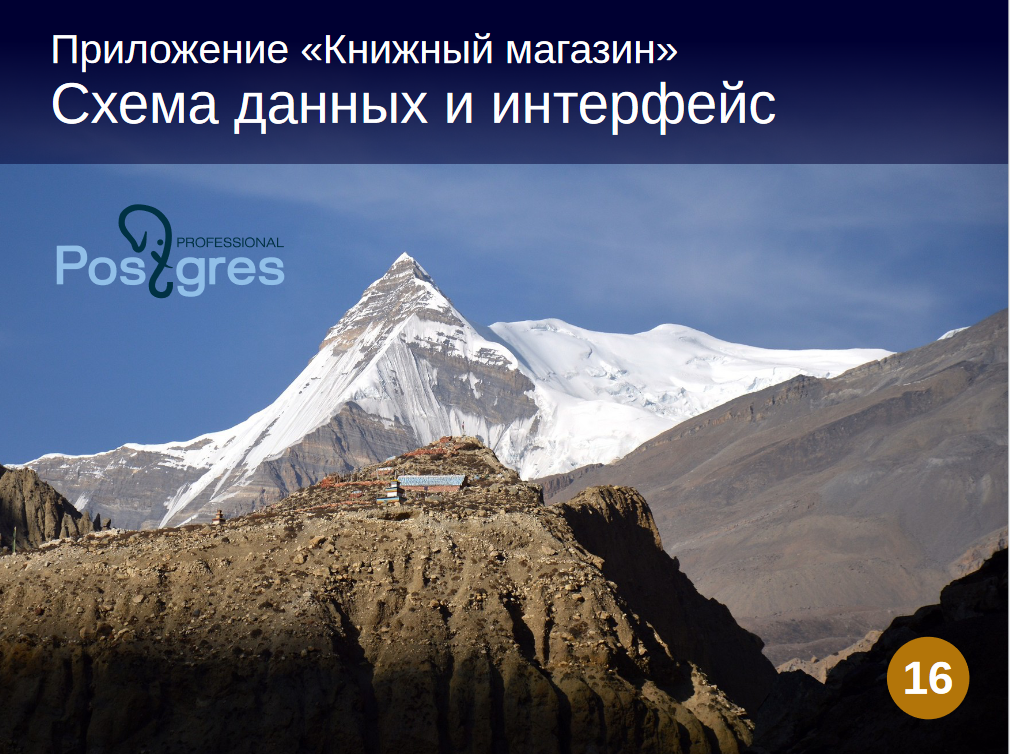 Приложение «Книжный магазин»
Схема данных и интерфейс
PROFESSIONAL
Postgres
16